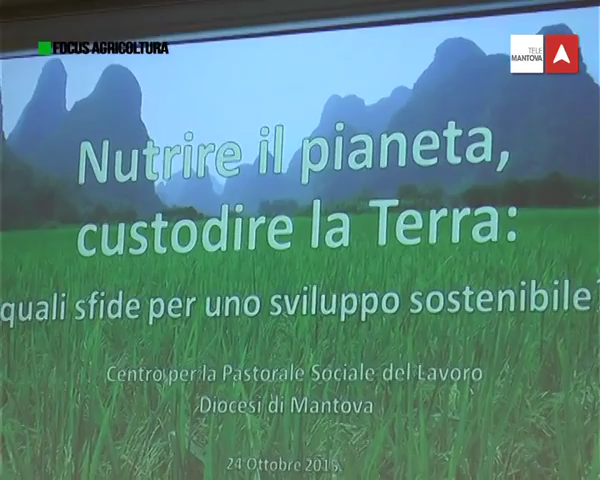 FOCUS AGRICOLTURA
TELE
MANTOVA
Nutrire il pianeta,
custodire la Terra:
quali sfide per uno sviluppo sostenibile?
Centro per la Pastorale Sociale del Lavoro
Diocesi di Mantova
24 Ottobre